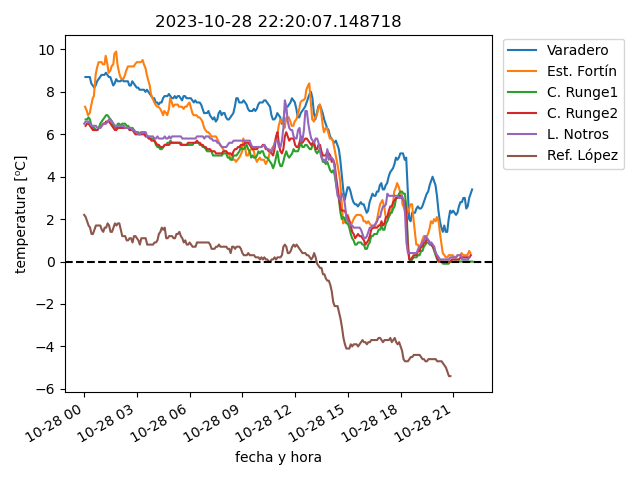 2023-10-28 22:20:07.148718
Varadero
Est. Fortín
C. Runge1
C. Runge2
L. Notros
Ref. López
temperatura [°C]
10
8
6
4
2
0
−2
−4
−6
10-28 00
10-28 03
10-28 06
10-28 09
10-28 12
10-28 15
10-28 18
10-28 21
fecha y hora